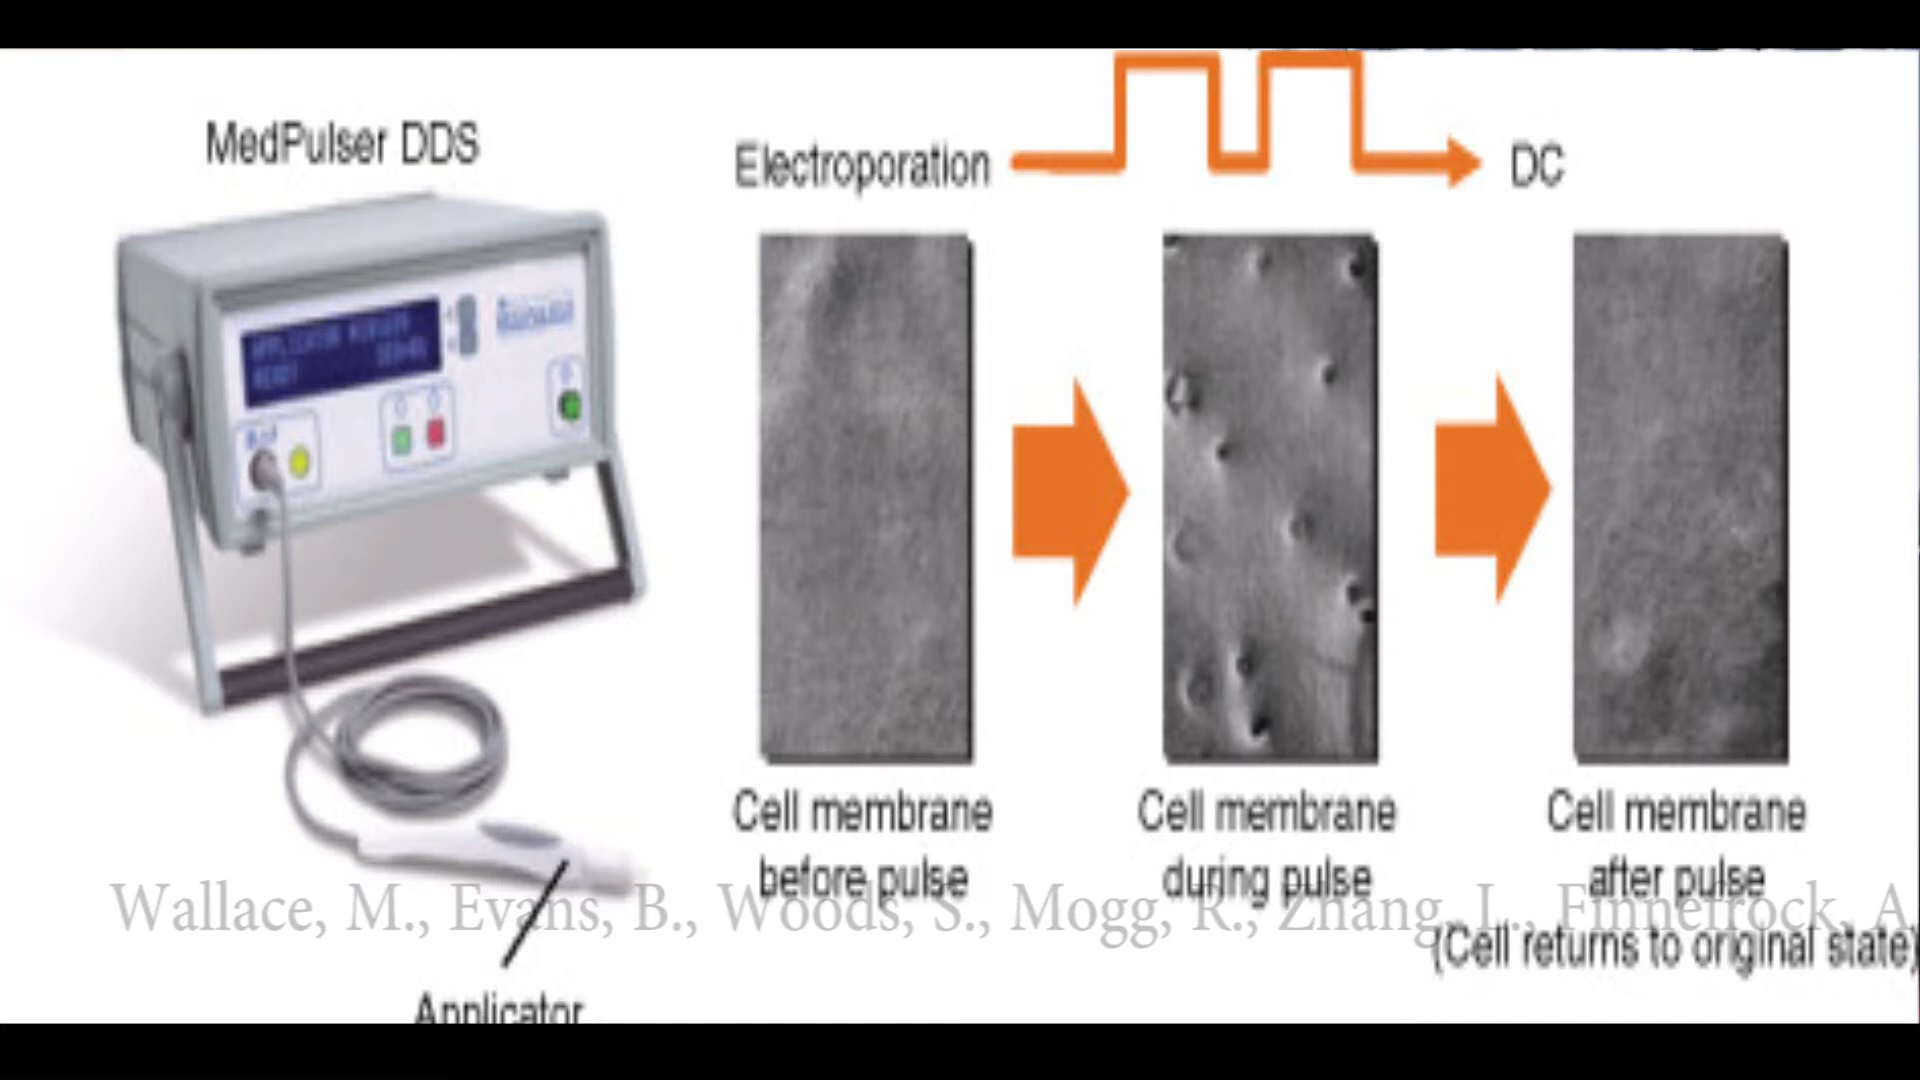 MedPulser DDS
Electroporation
DC
READY
Cell membrane
before pulse
Cell membrane
during pulse
Cell membrane
after pulse
(Cell returns to original state)
Wallace, M., Evans, B., Woods, S., Mogg, R., Zhang, L., Finnefrock, A
Applicator